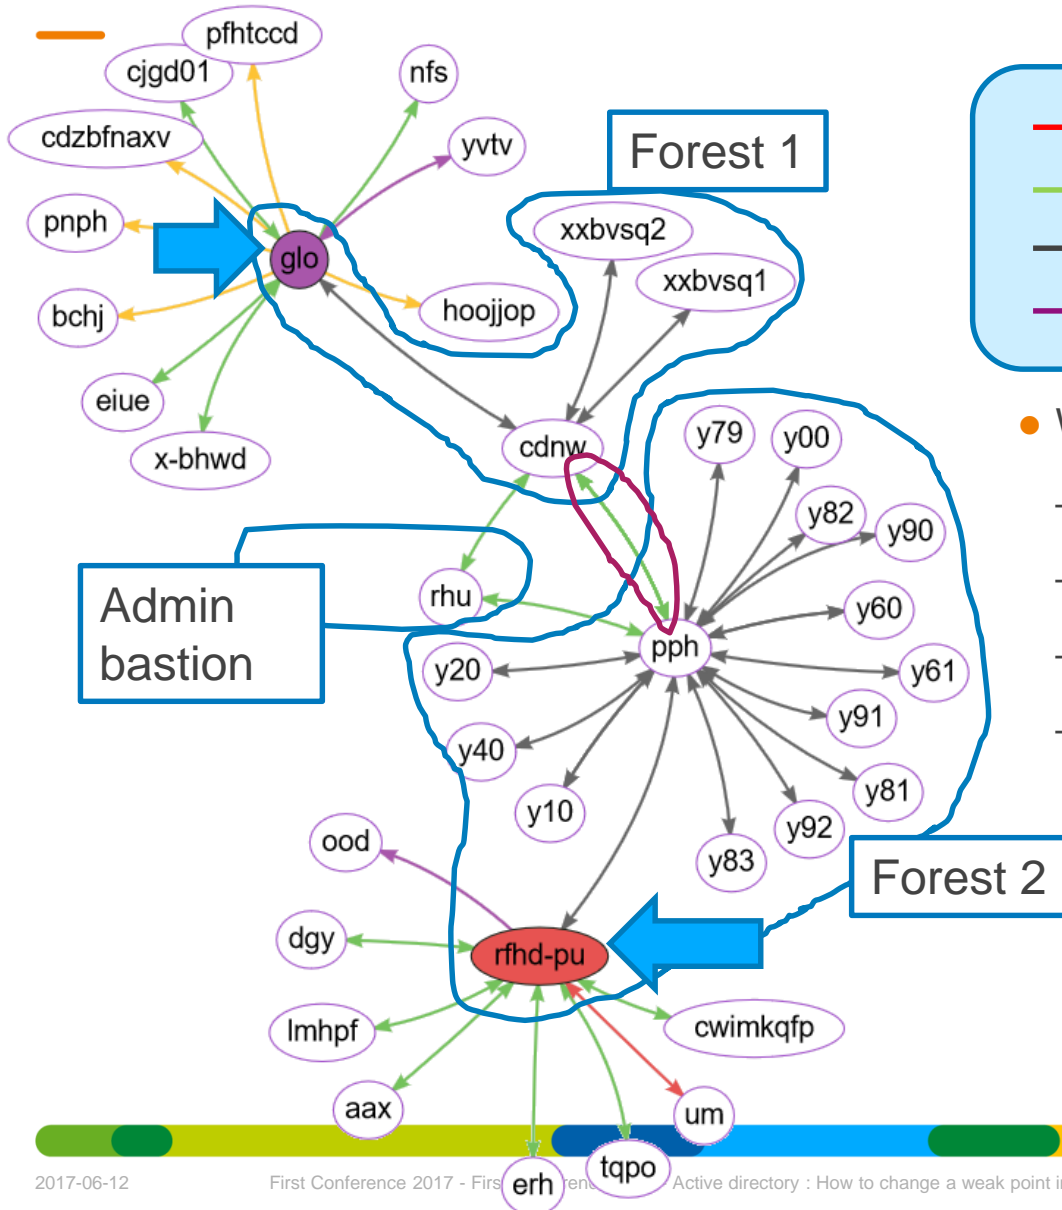 pfhtccd
cjgd01
nfs
cdzbfnaxv
yvtv
Forest 1
pnph
xxbvsq2
glo
xxbvsq1
bchj
hoojjop
eiue
x-bhwd
cdnw
y79
y00
y82
y90
Admin
bastion
rhu
y60
pph
y20
y61
y91
y40
y10
y81
y92
y83
ood
Forest 2
dgy
rfhd-pu
lmhpf
cwimkqfp
aax
um
erh
tqpo
2017-06-12
First Conference 2017 - Active directory : How to change a weak point